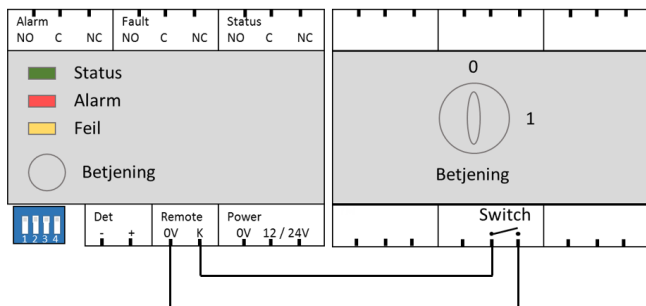 Alarm Fault Status
NO C NC NO C NC NO C NC
0
Status
Alarm
1
Feil
Betjening Betjening
Det Remote Power Switch
- + 0V K 0V 12 / 24V
1 2 3 4